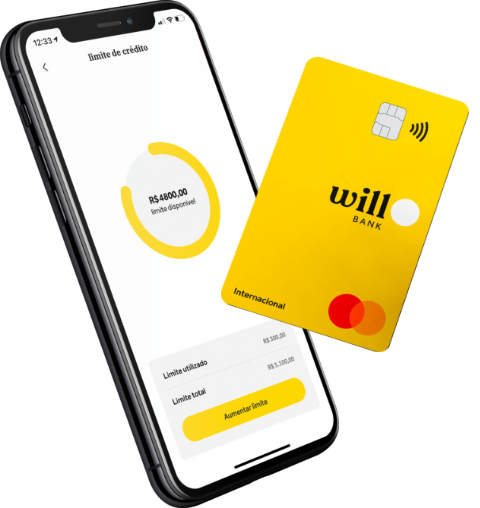 12:33
limite de crédito
R$4800,00
limite disponível
Limite utilizado
R$ 300,00
Limite total
R$ 5.100,00
Aumentar limite
will
BANK
Internacional